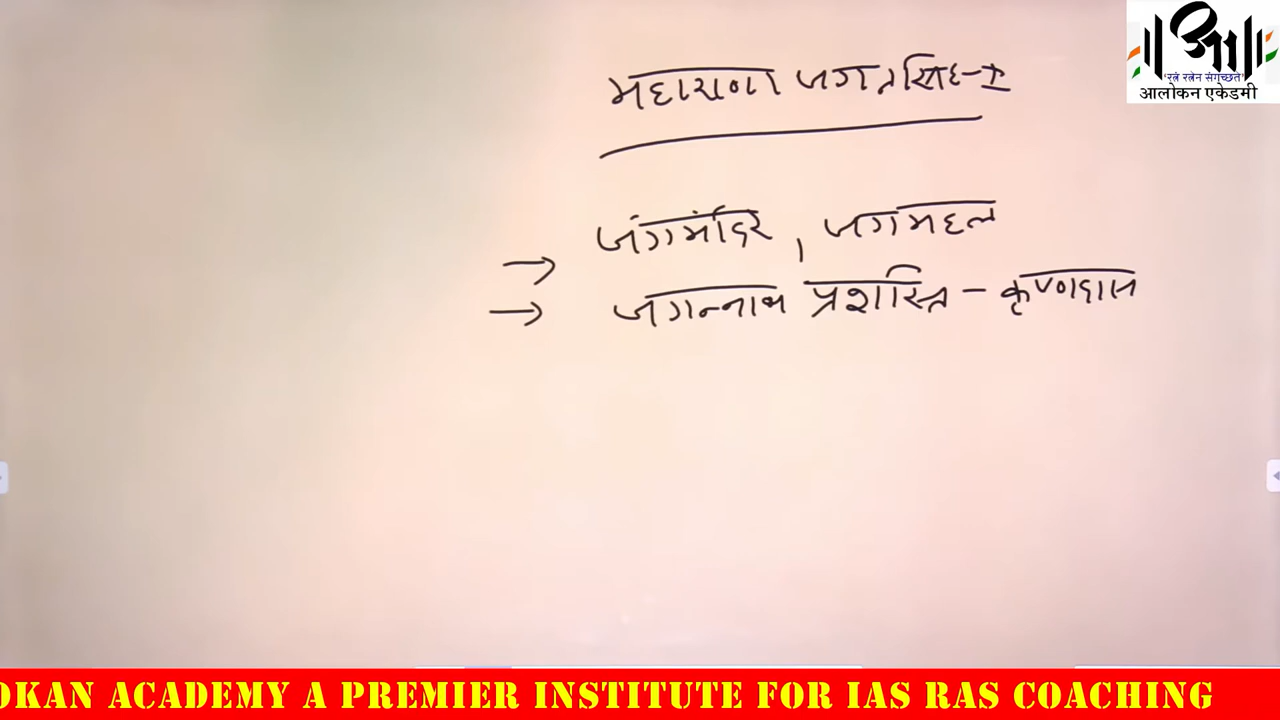 महाराणा जगतसिंह-I
जगमंदिर, जगमहल
→ जगन्नाथ प्रशस्ति - कृष्णदास
→
'रत्नं रत्नेन संगच्छते'
आलोकन एकेडमी
OKAN ACADEMY A PREMIER INSTITUTE FOR IAS RAS COACHING